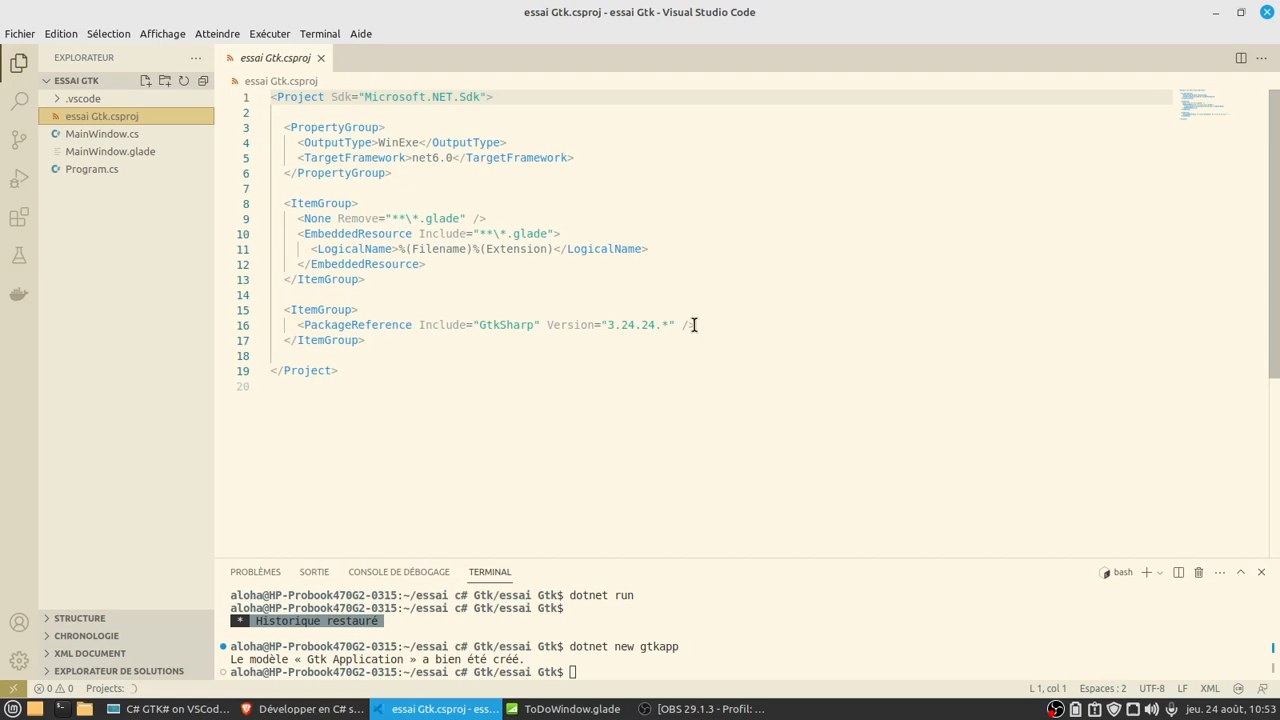 essai Gtk.csproj - essai Gtk - Visual Studio Code
Fichier Edition Sélection Affichage Atteindre Exécuter Terminal Aide
EXPLORATEUR
ESSAI GTK
.vscode
essai Gtk.csproj
MainWindow.cs
MainWindow.glade
Program.cs
STRUCTURE
CHRONOLOGIE
XML DOCUMENT
EXPLORATEUR DE SOLUTIONS
essai Gtk.csproj
essai Gtk.csproj
1 <Project Sdk="Microsoft.NET.Sdk">
2
3 <PropertyGroup>
4 <OutputType>WinExe</OutputType>
5 <TargetFramework>net6.0</TargetFramework>
6 </PropertyGroup>
7
8 <ItemGroup>
9 <None Remove="**\*.glade" />
10 <EmbeddedResource Include="**\*.glade">
11 <LogicalName>%(Filename)%(Extension)</LogicalName>
12 </EmbeddedResource>
13 </ItemGroup>
14
15 <ItemGroup>
16 <PackageReference Include="GtkSharp" Version="3.24.24.*" />
17 </ItemGroup>
18
19 </Project>
20
PROBLÈMES SORTIE CONSOLE DE DÉBOGAGE TERMINAL bash
aloha@HP-Probook470G2-0315:~/essai c# Gtk/essai Gtk$ dotnet run
aloha@HP-Probook470G2-0315:~/essai c# Gtk/essai Gtk$
* Historique restauré
aloha@HP-Probook470G2-0315:~/essai c# Gtk/essai Gtk$ dotnet new gtkapp
Le modèle « Gtk Application » a bien été créé.
aloha@HP-Probook470G2-0315:~/essai c# Gtk/essai Gtk$
0 0 Projects: L 1, col 1 Espaces : 2 UTF-8 LF XML
C# GTK# on VSCod... Développer en C# s... essai Gtk.csproj - ess... ToDoWindow.glade [OBS 29.1.3 - Profil: ... jeu. 24 août, 10:53